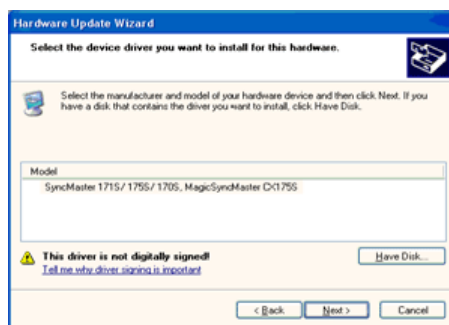 Hardware Update Wizard
Select the device driver you want to install for this hardware.
Select the manufacturer and model of your hardware device and then click Next. If you
have a disk that contains the driver you want to install, click Have Disk.
Model
SyncMaster 171S/ 175S/ 170S, MagicSyncMaster CX175S
This driver is not digitally signed!
Have Disk...
Tell me why driver signing is important
< Back
Next >
Cancel